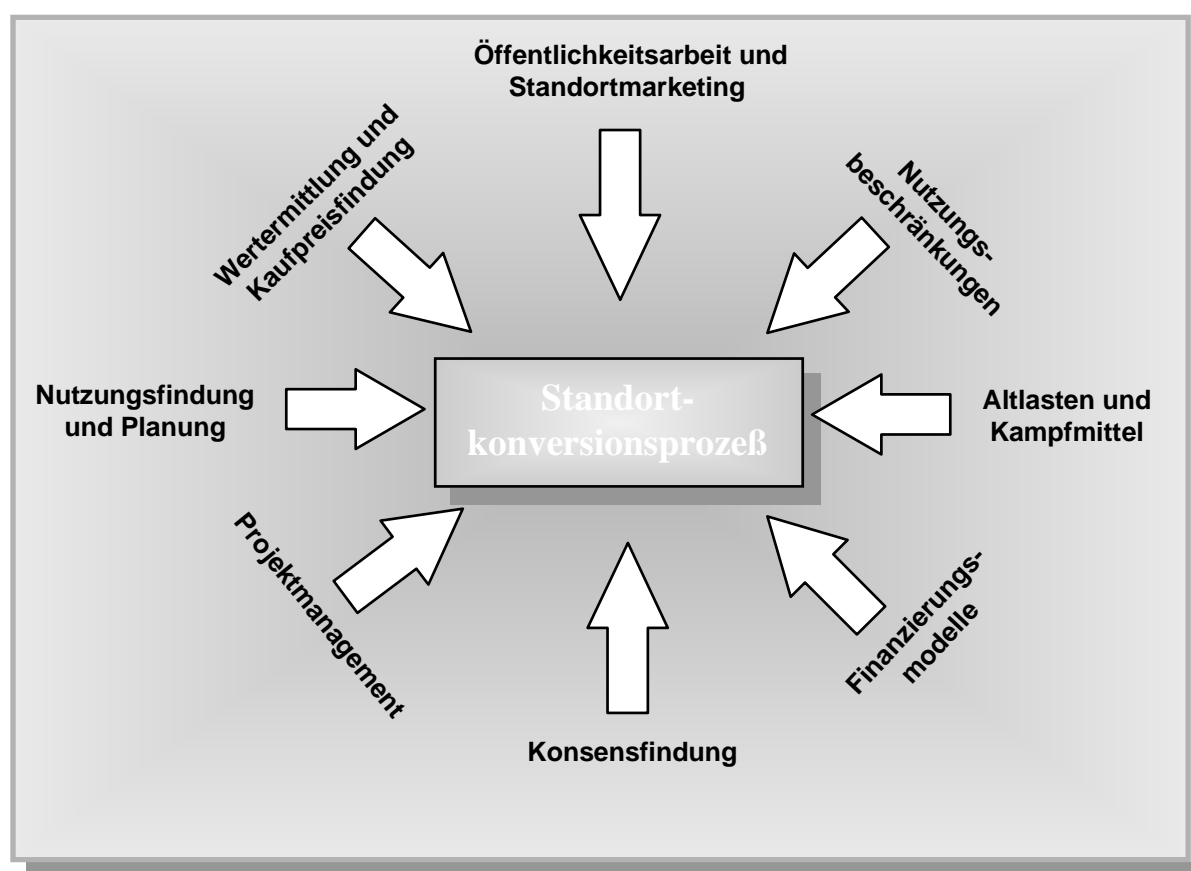 Öffentlichkeitsarbeit und
Standortmarketing
Wertermittlung und
Kaufpreisfindung
Nutzungs-
beschränkungen
Nutzungsfindung
und Planung
Standort-
konversionsprozeß
Altlasten und
Kampfmittel
Projektmanagement
Finanzierungs-
modelle
Konsensfindung